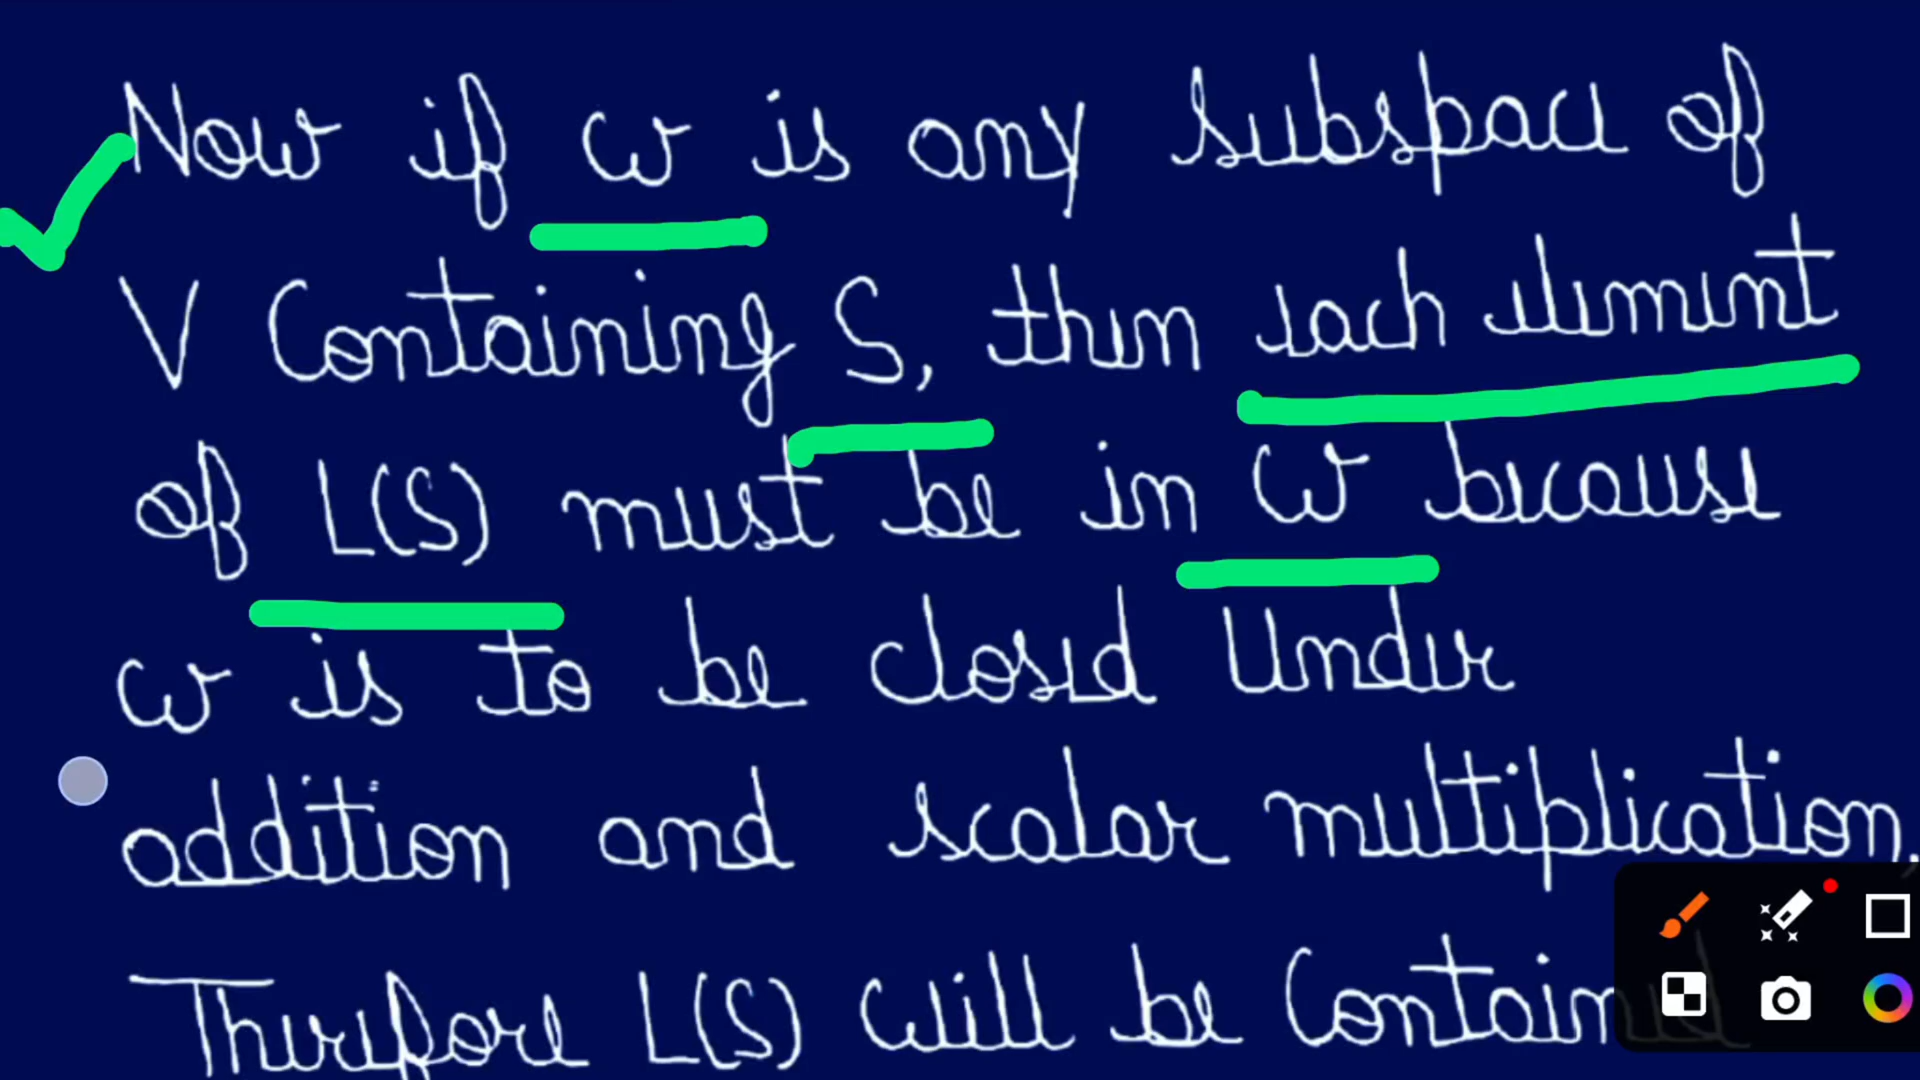 Now if W is any subspace of
V Containing S, then each element
of L(S) must be in W because
W is to be closed Under
addition and scalar multiplication,
Therefore L(S) will be Contained